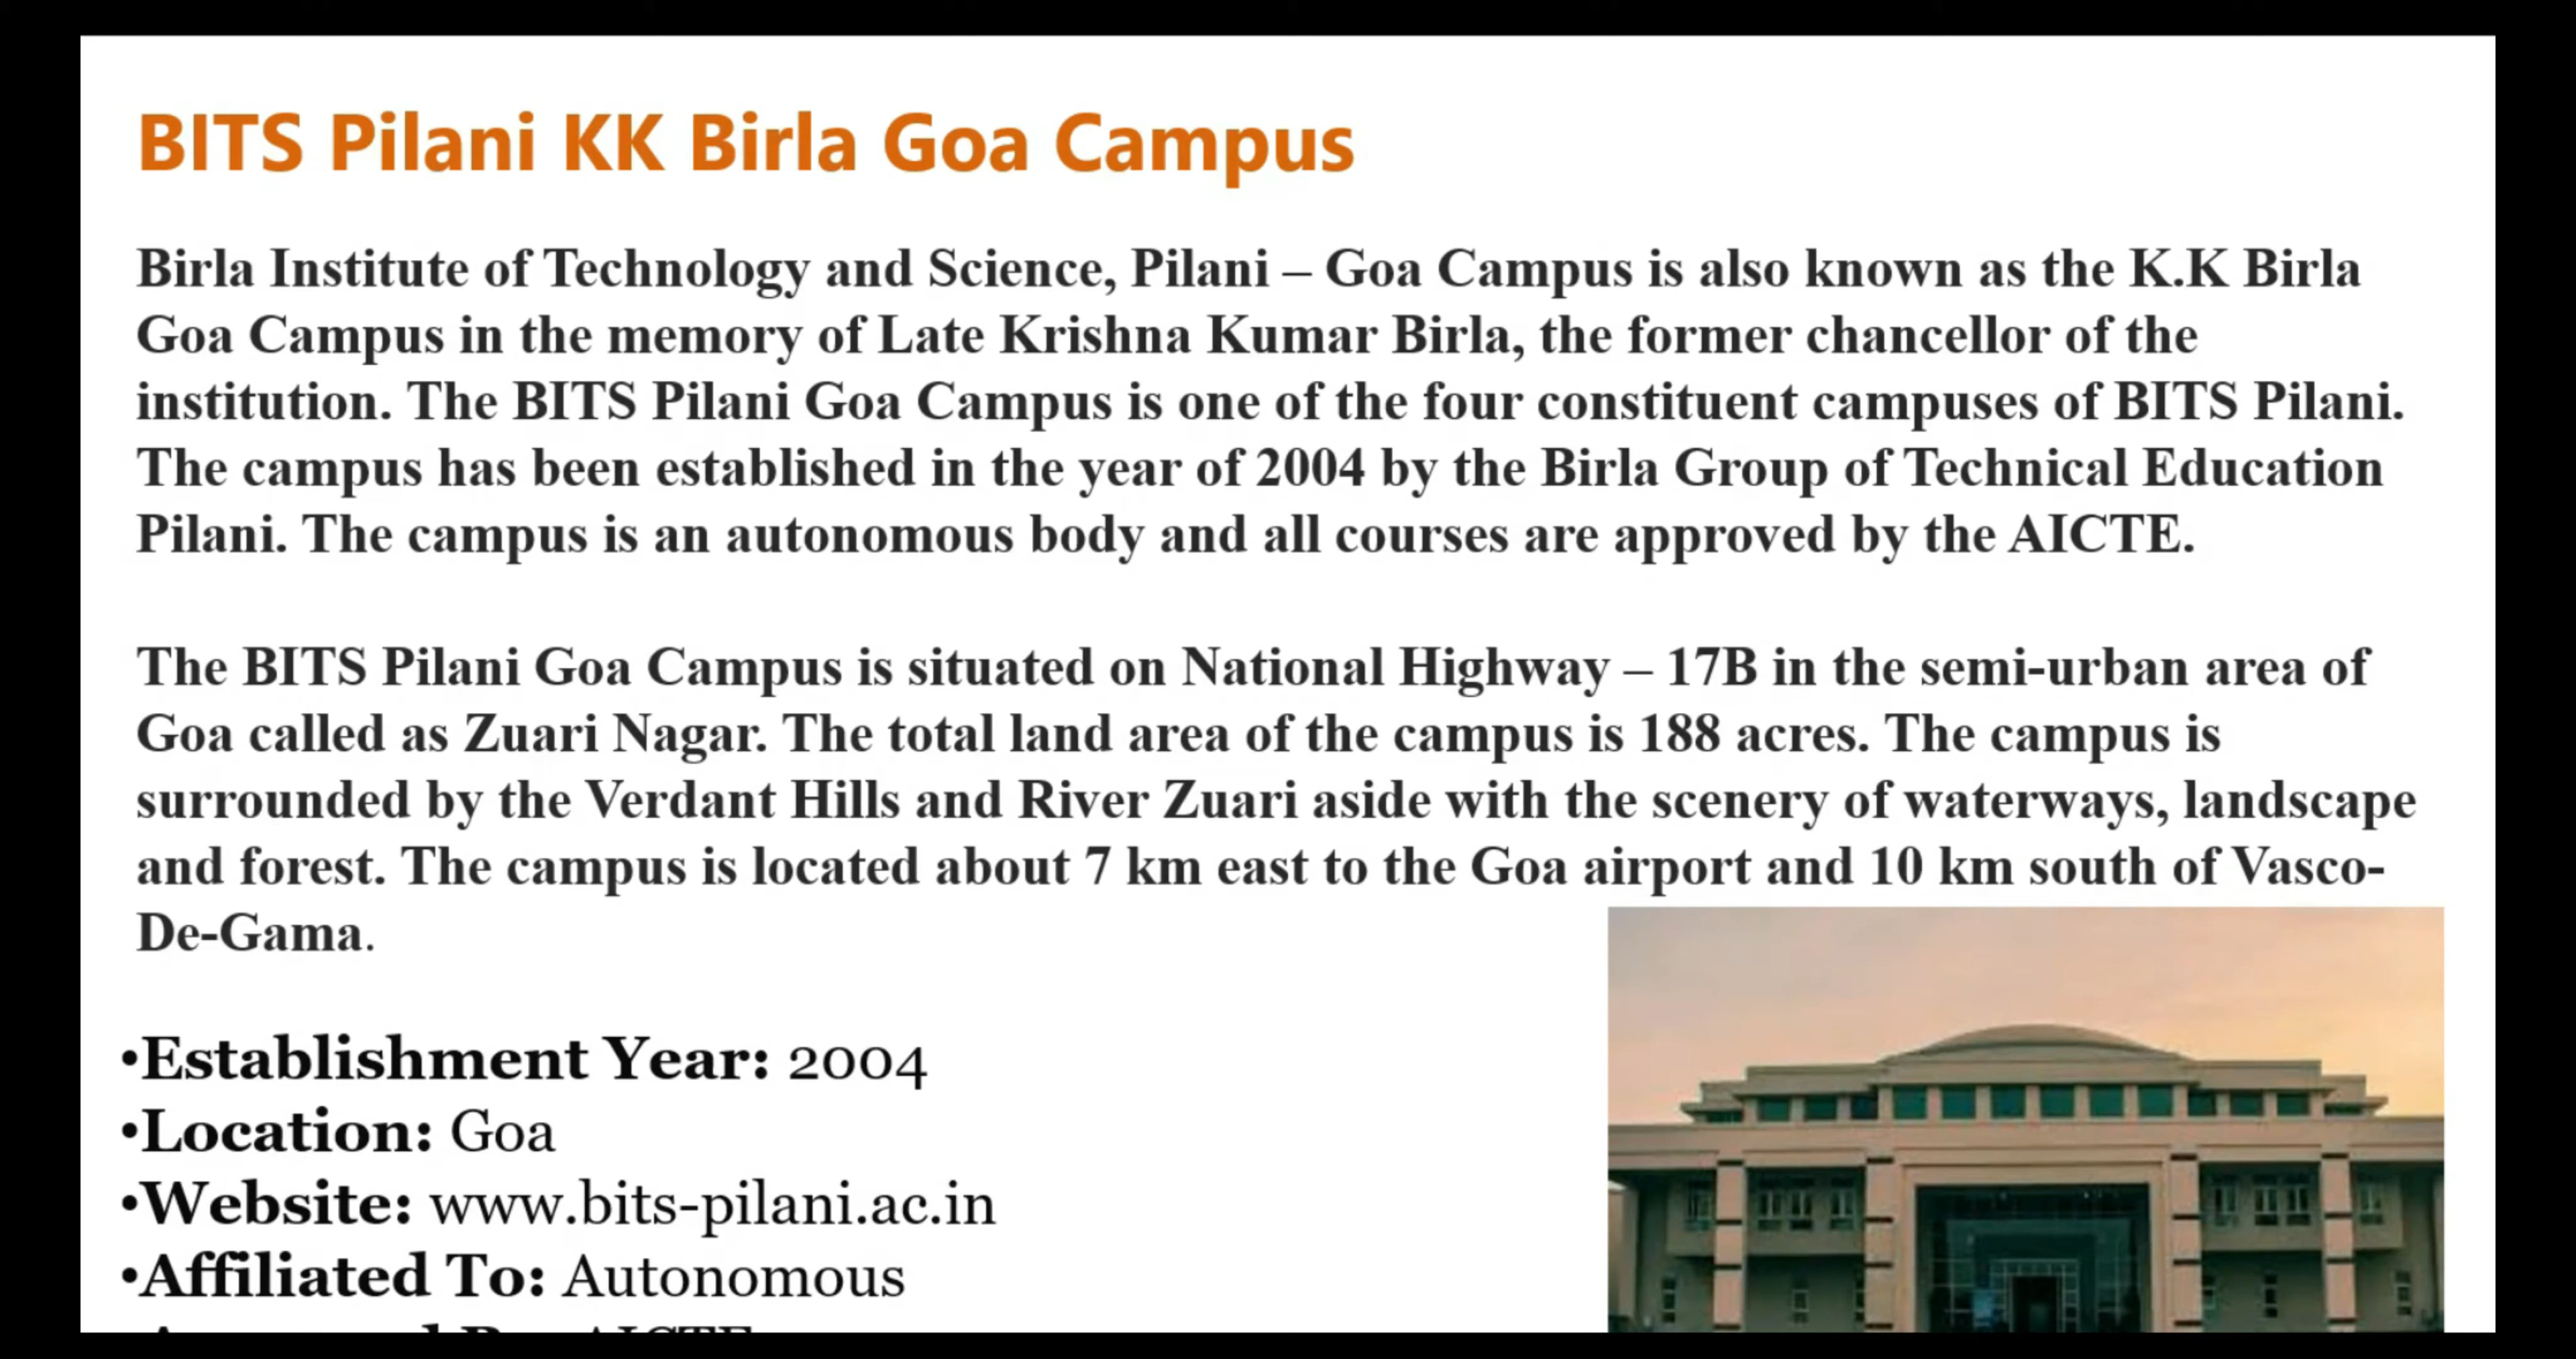 BITS Pilani KK Birla Goa Campus
Birla Institute of Technology and Science, Pilani – Goa Campus is also known as the K.K Birla
Goa Campus in the memory of Late Krishna Kumar Birla, the former chancellor of the
institution. The BITS Pilani Goa Campus is one of the four constituent campuses of BITS Pilani.
The campus has been established in the year of 2004 by the Birla Group of Technical Education
Pilani. The campus is an autonomous body and all courses are approved by the AICTE.
The BITS Pilani Goa Campus is situated on National Highway – 17B in the semi-urban area of
Goa called as Zuari Nagar. The total land area of the campus is 188 acres. The campus is
surrounded by the Verdant Hills and River Zuari aside with the scenery of waterways, landscape
and forest. The campus is located about 7 km east to the Goa airport and 10 km south of Vasco-
De-Gama.
•Establishment Year: 2004
•Location: Goa
•Website: www.bits-pilani.ac.in
•Affiliated To: Autonomous